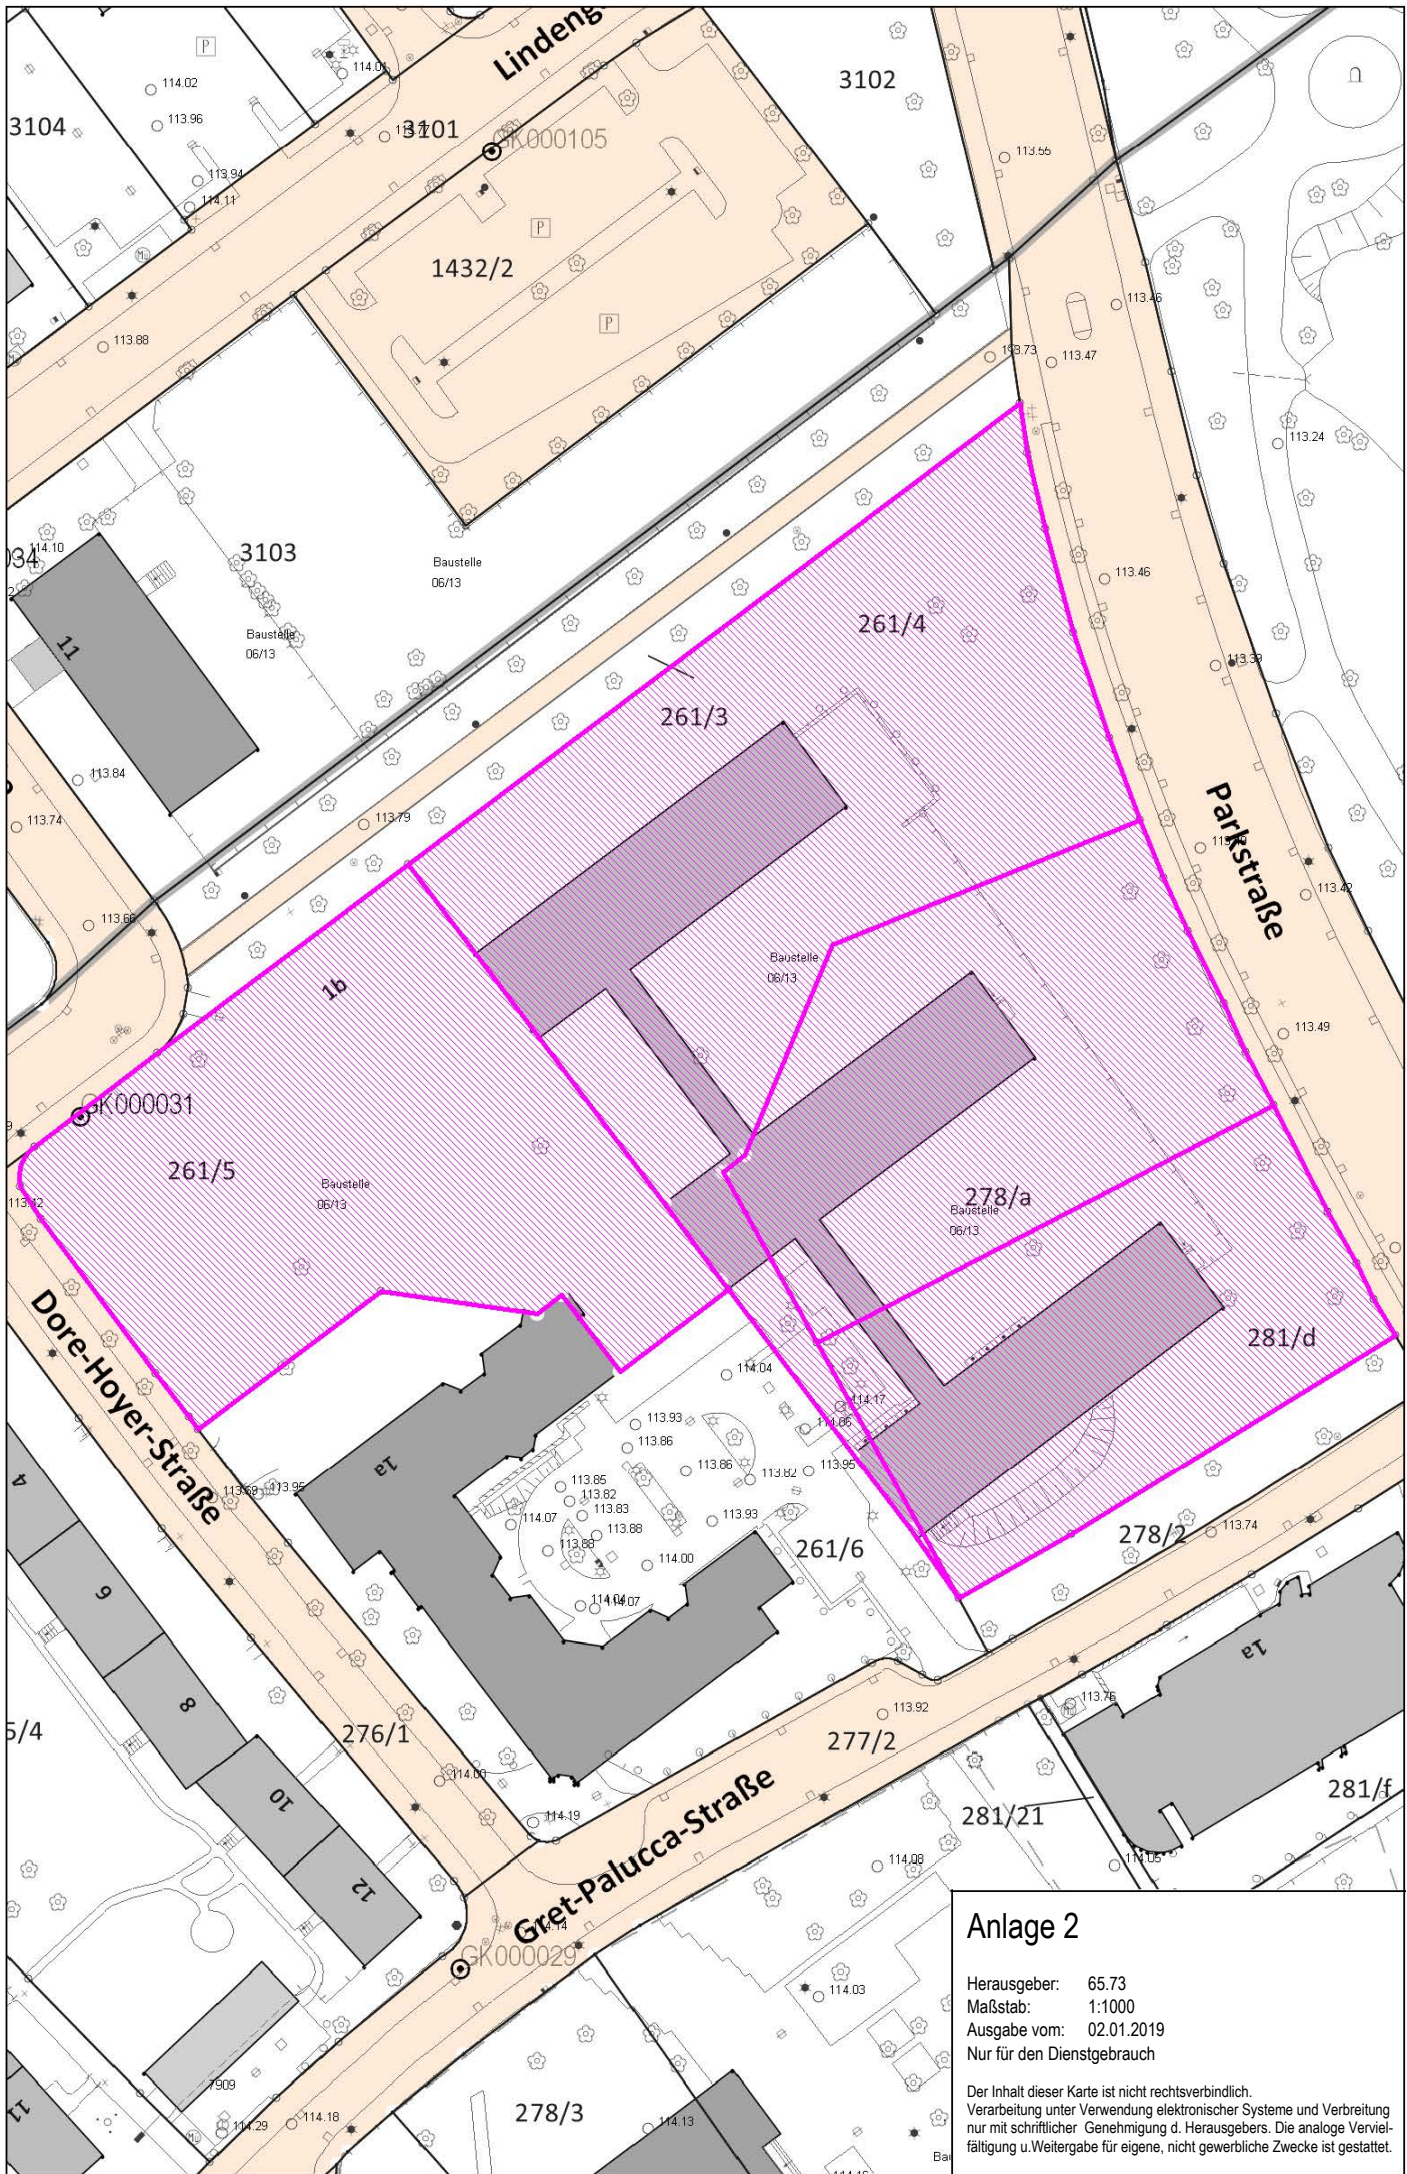 Lindeng
P
114.02
114.01
3102
3104
113.96
3101
GK000105
113.55
113.94
114.11
P
1432/2
113.46
P
113.88
113.73
113.47
113.24
034
114.10
3103
Baustelle
06/13
113.46
261/4
11
Baustelle
06/13
113.39
261/3
113.84
113.74
113.79
Parkstraße
113.42
113.66
Baustelle
06/13
1b
113.49
GK000031
261/5
Baustelle
06/13
278/a
113.42
Baustelle
06/13
Dore-Hoyer-Straße
281/d
114.04
114.17
113.93
114.06
113.86
1a
4
113.86
113.82
113.95
113.85
113.69
113.95
113.82
113.83
113.93
114.07
113.88
278/2
113.74
113.88
261/6
114.00
6
114.04
114.07
1a
8
113.76
5/4
276/1
113.92
277/2
114.00
10
281/f
281/21
114.19
Gret-Palucca-Straße
114.08
114.05
12
114.14
GK000029
114.03
7909
11
114.29
114.18
278/3
114.13
Anlage 2
Herausgeber: 65.73
Maßstab: 1:1000
Ausgabe vom: 02.01.2019
Nur für den Dienstgebrauch
Der Inhalt dieser Karte ist nicht rechtsverbindlich.
Verarbeitung unter Verwendung elektronischer Systeme und Verbreitung
nur mit schriftlicher Genehmigung d. Herausgebers. Die analoge Verviel-
fältigung u.Weitergabe für eigene, nicht gewerbliche Zwecke ist gestattet.